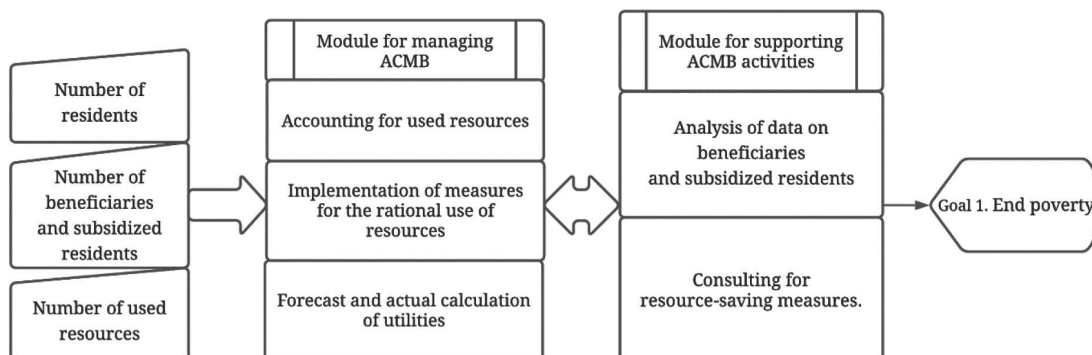 Number of
residents
Number of
beneficiaries
and subsidized
residents
Number of used
resources
Module for managing
ACMB
Accounting for used resources
Implementation of measures
for the rational use of
resources
Forecast and actual calculation
of utilities
Module for supporting
ACMB activities
Analysis of data on
beneficiaries
and subsidized residents
Consulting for
resource-saving measures.
Goal 1. End poverty